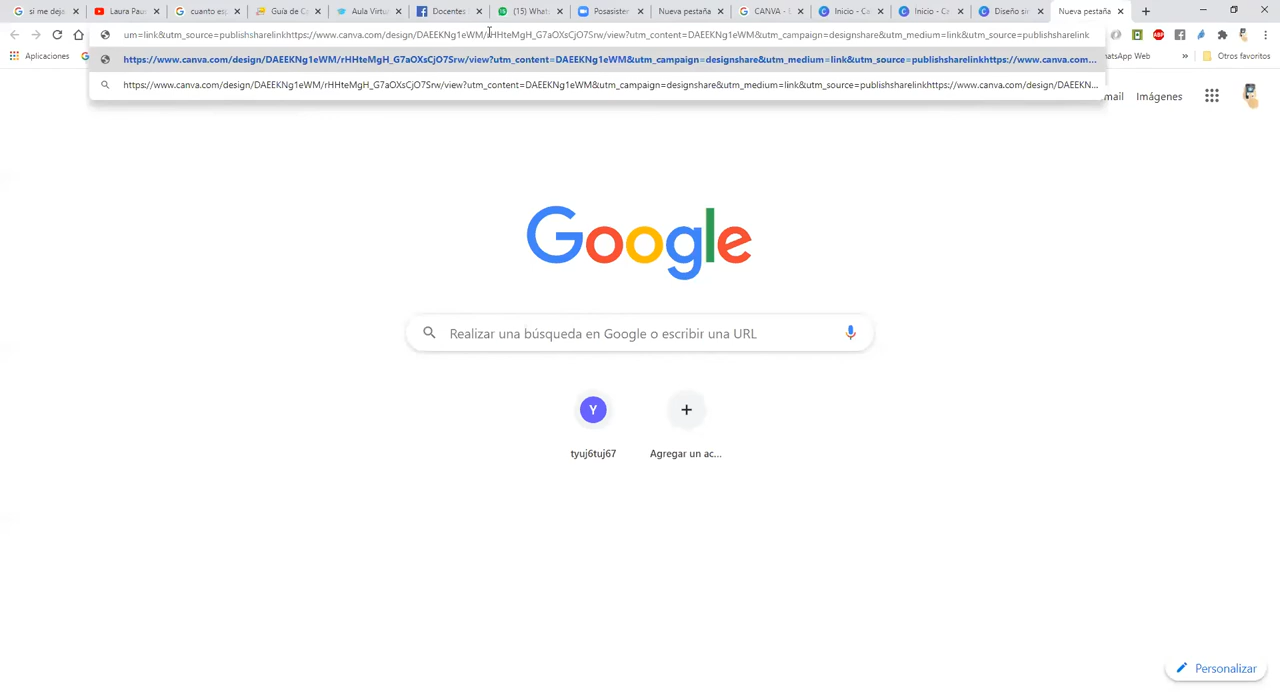 si me deja
Laura Pau
cuanto esp
Guía de Ca
Aula Virtu
Docentes
(15) What
Posasister
Nueva pestaña
CANVA - E
Inicio - Ca
Inicio - Ca
Diseño sin
Nueva pestaña
um=link&utm_source=publishsharelinkhttps://www.canva.com/design/DAEEKNg1eWM/rHHteMgH_G7aOXsCjO7Srw/view?utm_content=DAEEKNg1eWM&utm_campaign=designshare&utm_medium=link&utm_source=publishsharelink
ABP
Aplicaciones
https://www.canva.com/design/DAEEKNg1eWM/rHHteMgH_G7aOXsCjO7Srw/view?utm_content=DAEEKNg1eWM&utm_campaign=designshare&utm_medium=link&utm_source=publishsharelinkhttps://www.canva.com...
hatsApp Web
»
Otros favoritos
https://www.canva.com/design/DAEEKNg1eWM/rHHteMgH_G7aOXsCjO7Srw/view?utm_content=DAEEKNg1eWM&utm_campaign=designshare&utm_medium=link&utm_source=publishsharelinkhttps://www.canva.com/design/DAEEKN...
mail Imágenes
Google
Realizar una búsqueda en Google o escribir una URL
Y
tyuj6tuj67
Agregar un ac...
Personalizar